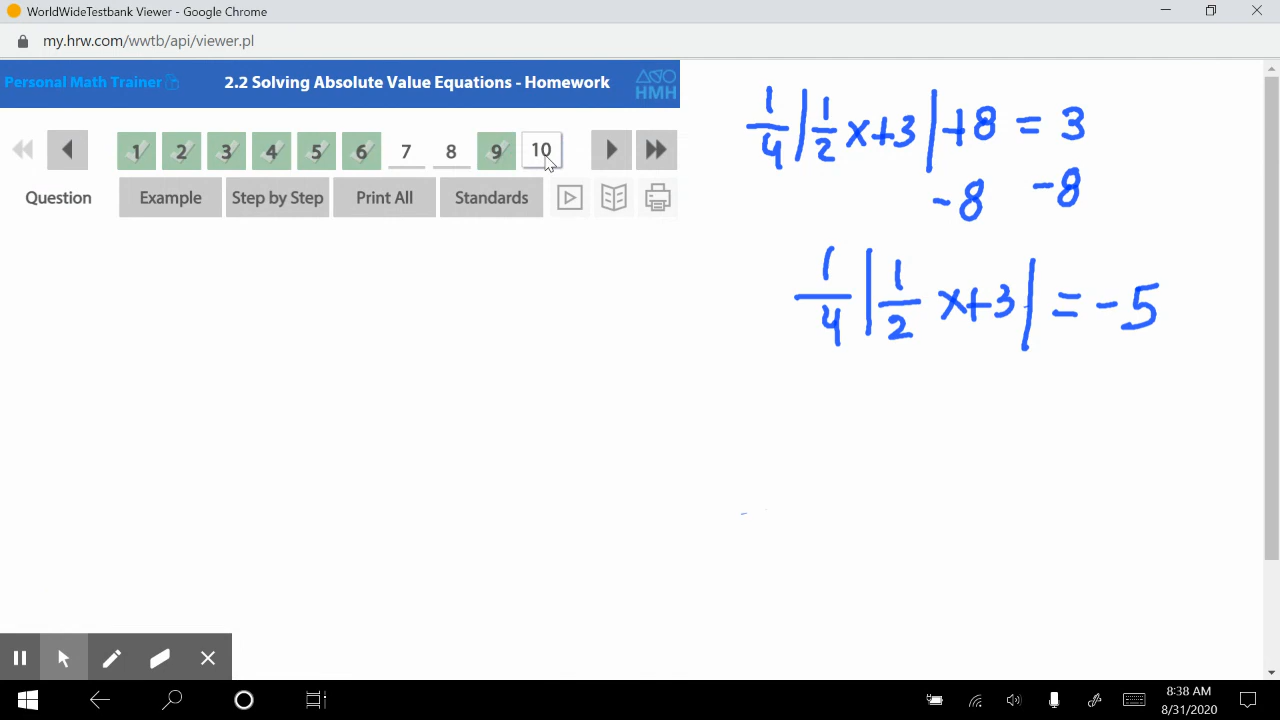 WorldWideTestbank Viewer - Google Chrome
my.hrw.com/wwtb/api/viewer.pl
Personal Math Trainer
2.2 Solving Absolute Value Equations - Homework
HMH
1 2 3 4 5 6 7 8 9 10
Question
Example
Step by Step
Print All
Standards
1/4 |1/2 x+3| +8 = 3
-8 -8
1/4 |1/2 x+3| = -5
8:38 AM
8/31/2020